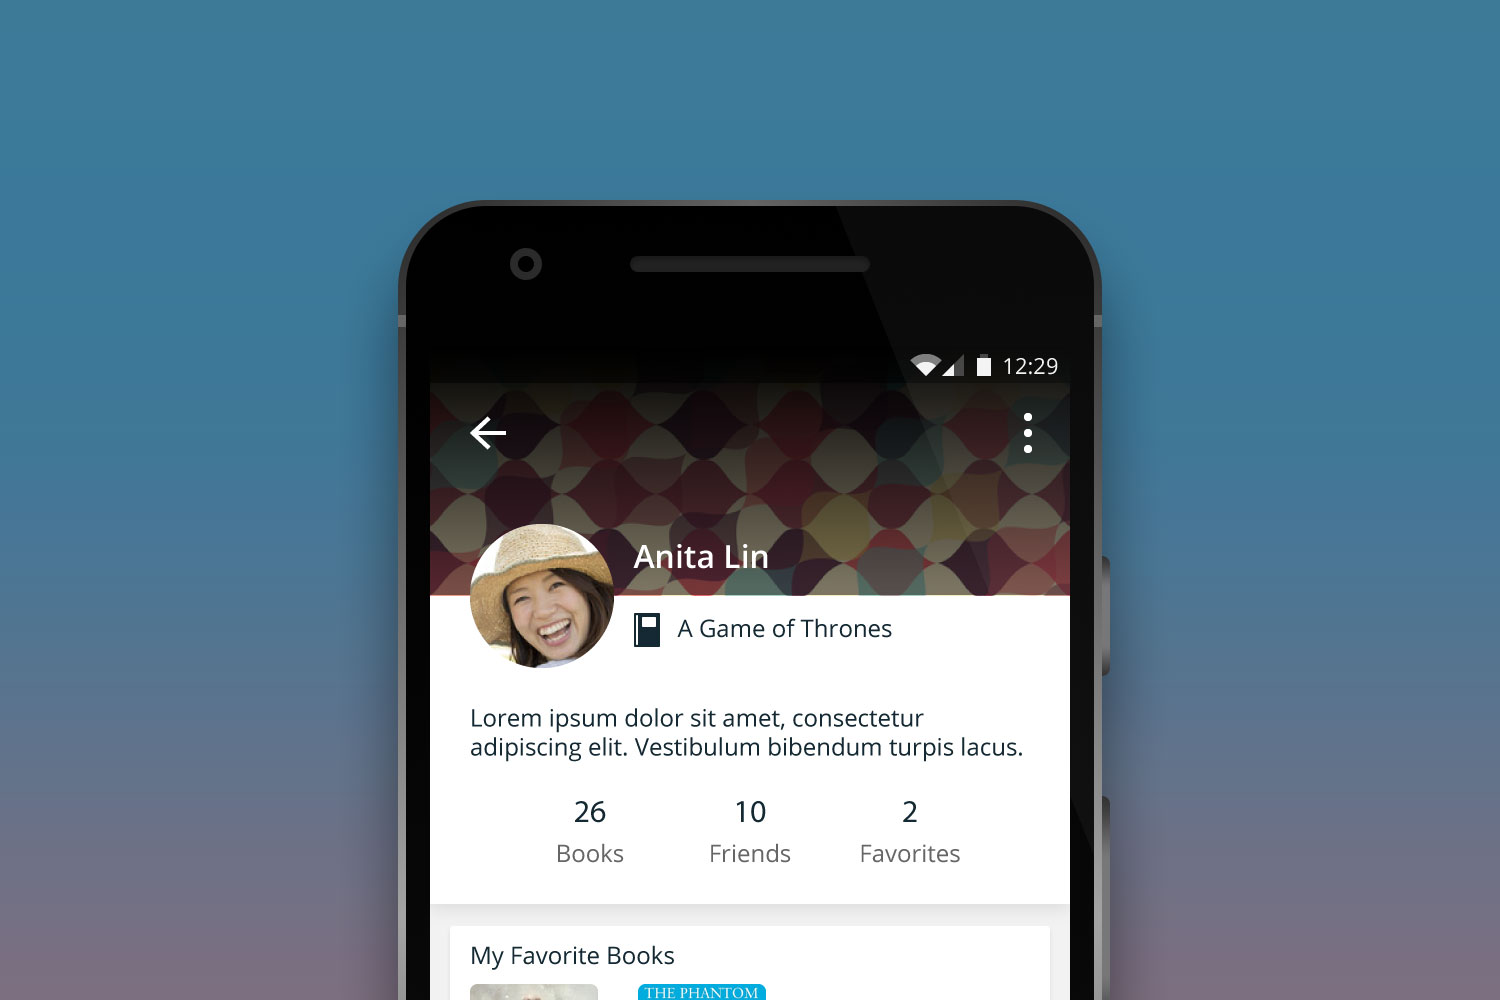 12:29
Anita Lin
A Game of Thrones
Lorem ipsum dolor sit amet, consectetur
adipiscing elit. Vestibulum bibendum turpis lacus.
26 10 2
Books Friends Favorites
My Favorite Books
THE PHANTOM